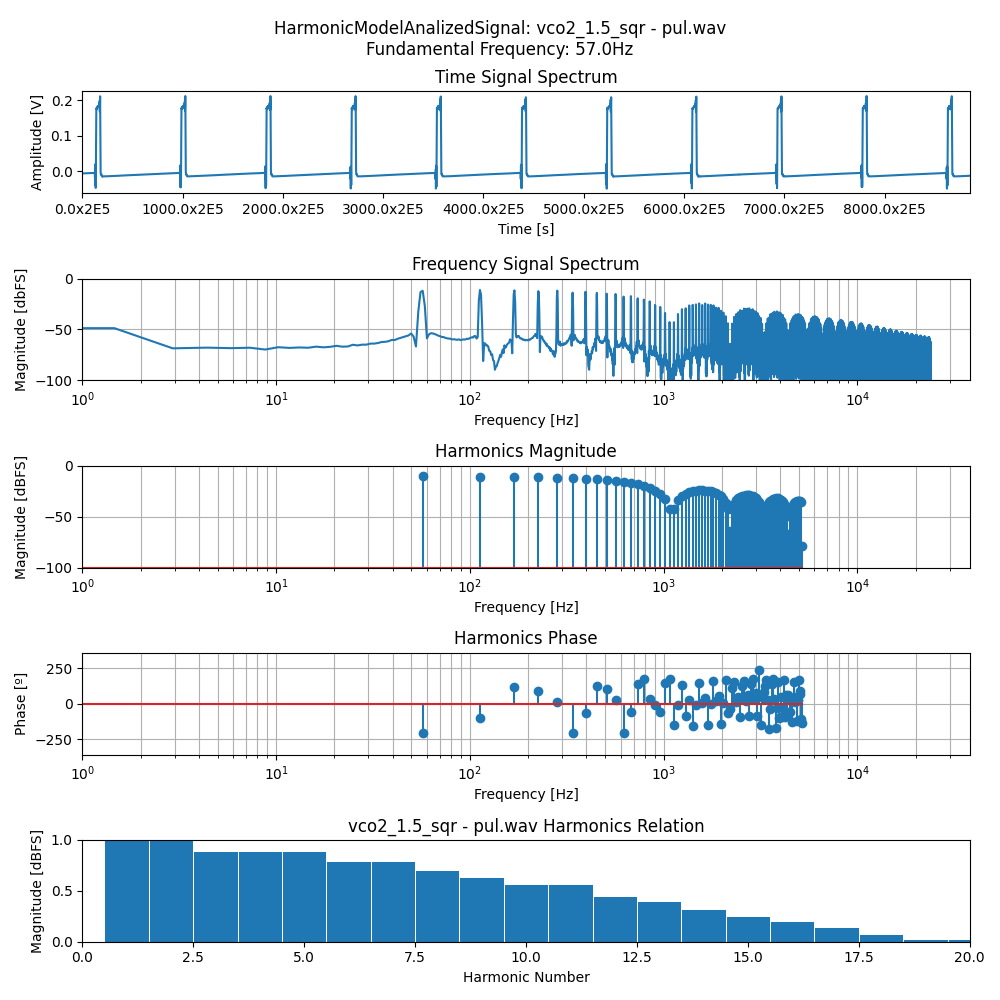 HarmonicModelAnalizedSignal: vco2_1.5_sqr - pul.wav
Fundamental Frequency: 57.0Hz
Time Signal Spectrum
Amplitude [V]
0.2
0.1
0.0
0.0x2E5 1000.0x2E5 2000.0x2E5 3000.0x2E5 4000.0x2E5 5000.0x2E5 6000.0x2E5 7000.0x2E5 8000.0x2E5
Time [s]
Frequency Signal Spectrum
Magnitude [dbFS]
0
−50
−100
10^0 10^1 10^2 10^3 10^4
Frequency [Hz]
Harmonics Magnitude
Magnitude [dBFS]
0
−50
−100
10^0 10^1 10^2 10^3 10^4
Frequency [Hz]
Harmonics Phase
Phase [º]
250
0
−250
10^0 10^1 10^2 10^3 10^4
Frequency [Hz]
vco2_1.5_sqr - pul.wav Harmonics Relation
Magnitude [dBFS]
1.0
0.5
0.0
0.0 2.5 5.0 7.5 10.0 12.5 15.0 17.5 20.0
Harmonic Number